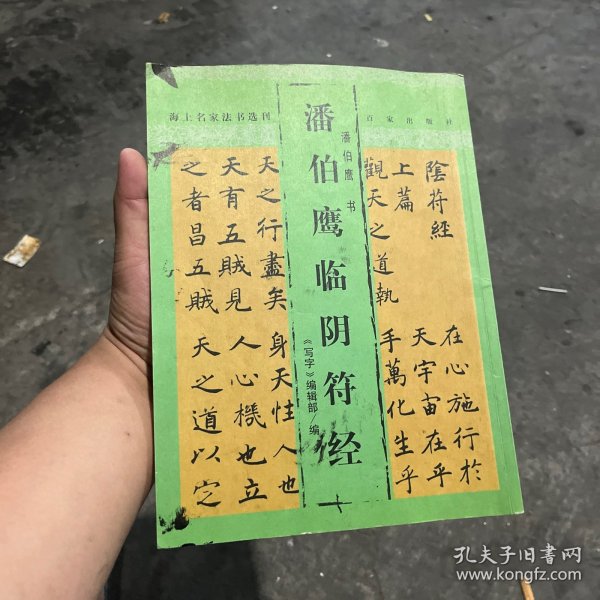 海上名家法书选刊
百家出版社
潘伯鹰临阴符经
潘伯鹰 书
《写字》编辑部/编
陰符經
上篇
觀天之道執
天之行盡矣
天有五賊見
之者昌五賊
在心施行於
天宇宙在乎
手萬化生乎
身天性人也
人心機也立
天之道以定
孔夫子旧书网
www.kongfz.com